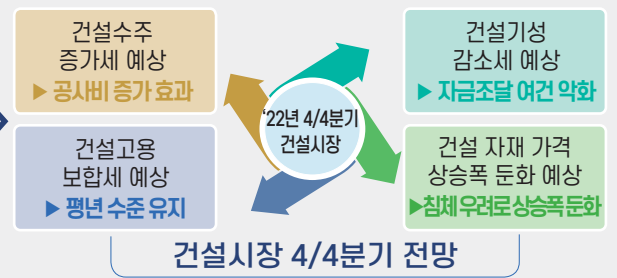 건설수주
증가세 예상
▶ 공사비 증가 효과
건설기성
감소세 예상
▶ 자금조달 여건 악화
'22년 4/4분기
건설시장
건설고용
보합세 예상
▶ 평년 수준 유지
건설 자재 가격
상승폭 둔화 예상
▶침체 우려로 상승폭 둔화
건설시장 4/4분기 전망